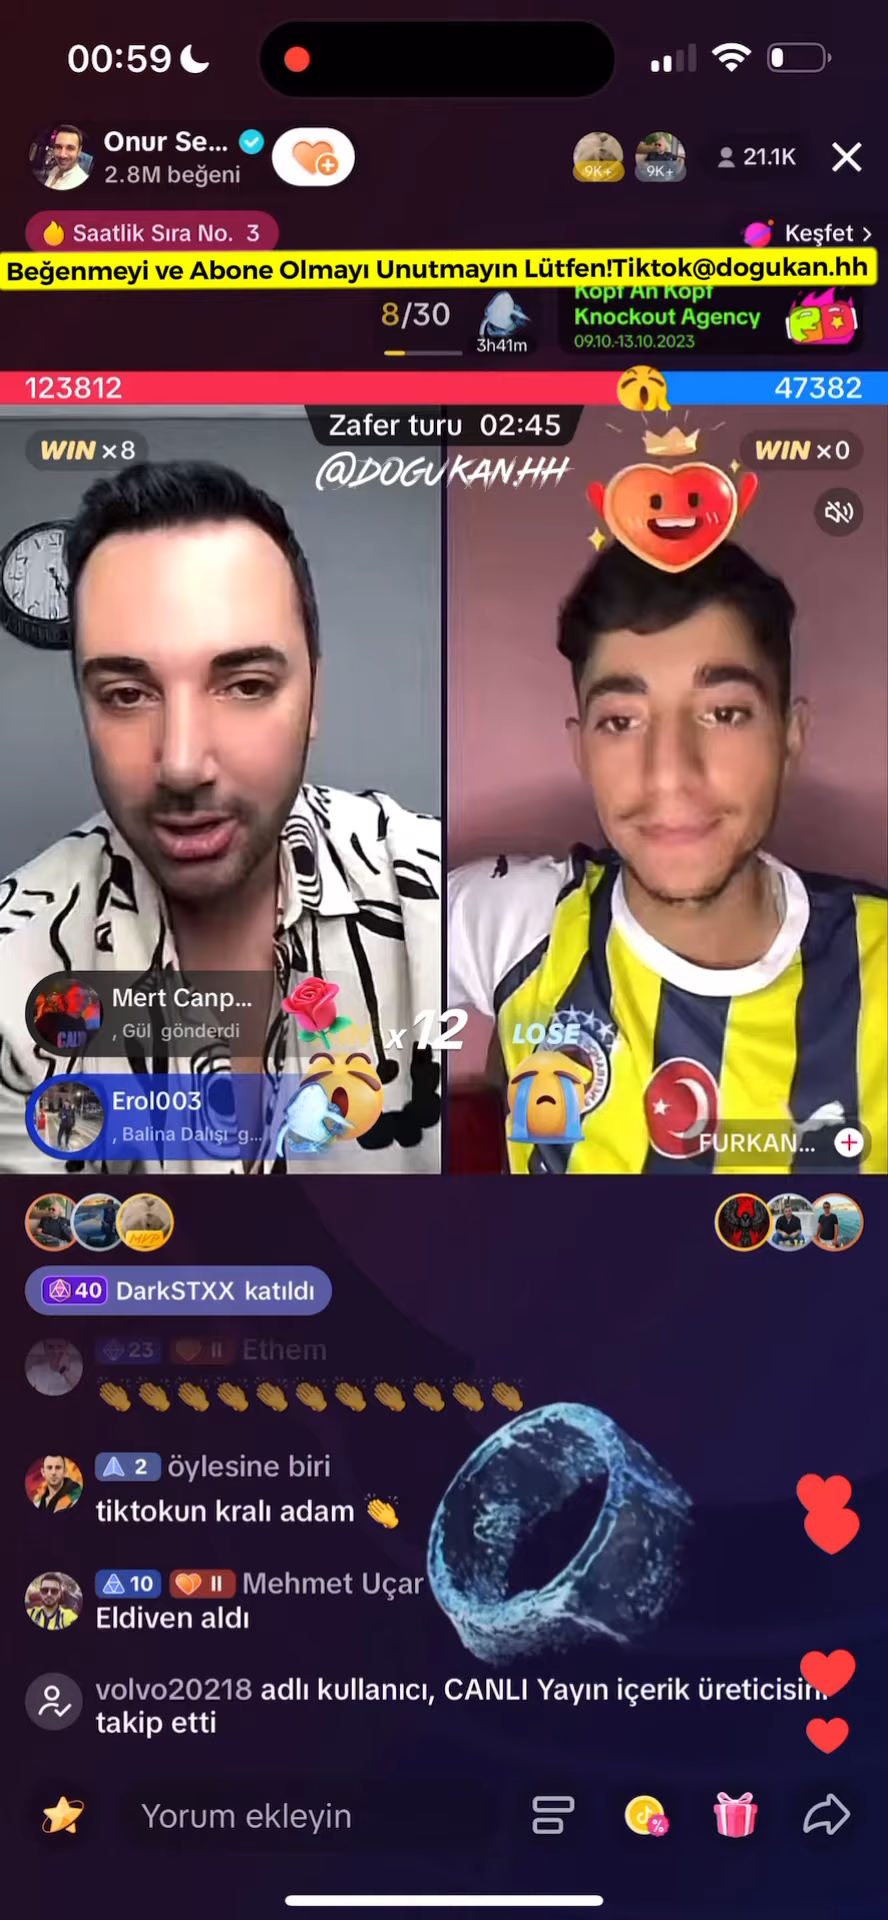 00:59
Onur Se...
2.8M beğeni
9K+
9K+
21.1K
Saatlik Sıra No. 3
Keşfet >
Beğenmeyi ve Abone Olmayı Unutmayın Lütfen!Tiktok@dogukan.hh
8/30
3h41m
Kopf An Kopf
Knockout Agency
09.10.-13.10.2023
123812
47382
Zafer turu 02:45
WIN x8
WIN x0
@DOGUKAN.HH
Mert Canp...
, Gül gönderdi
x12
LOSE
Erol003
, Balina Dalışı g...
FURKAN...
MKP
40 DarkSTXX katıldı
23 II Ethem
2 öylesine biri
tiktokun kralı adam
10 II Mehmet Uçar
Eldiven aldı
volvo20218 adlı kullanıcı, CANLI Yayın içerik üreticisini
takip etti
Yorum ekleyin